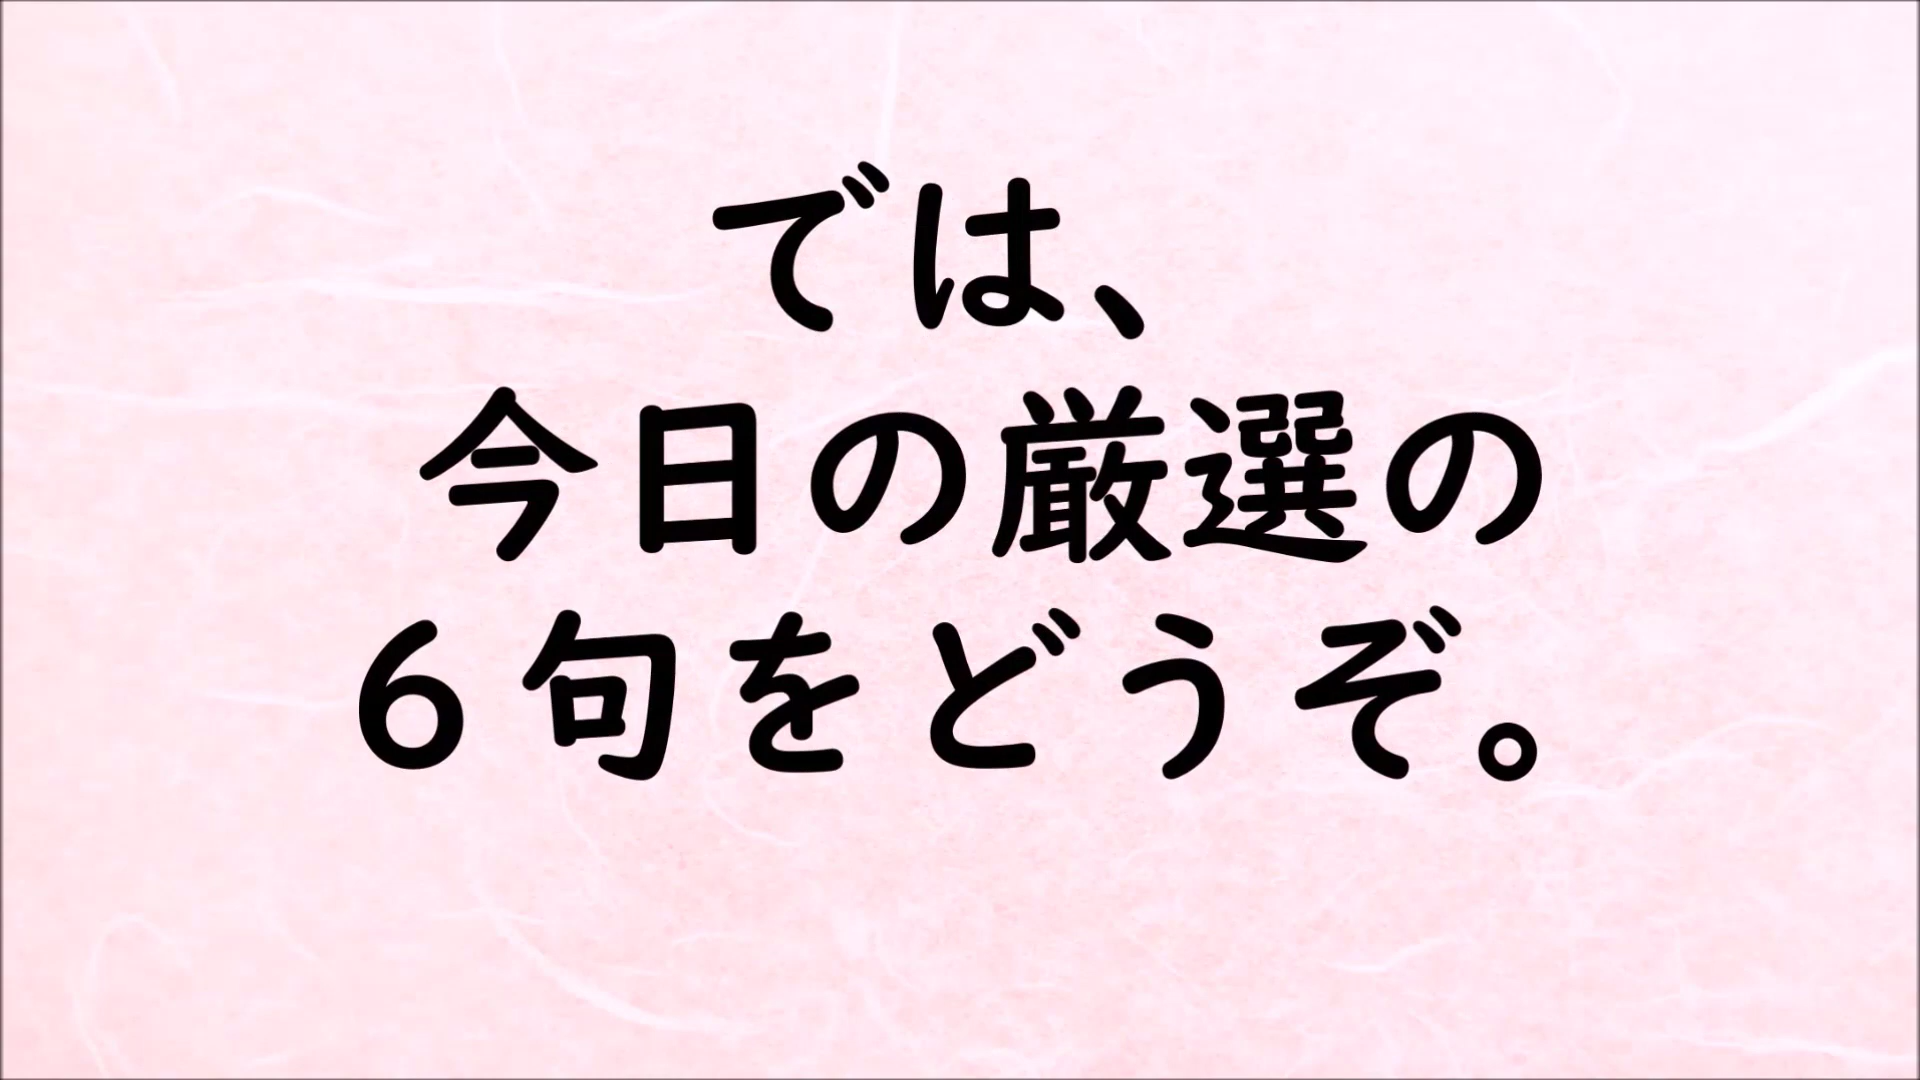 では、
今日の厳選の
６句をどうぞ。